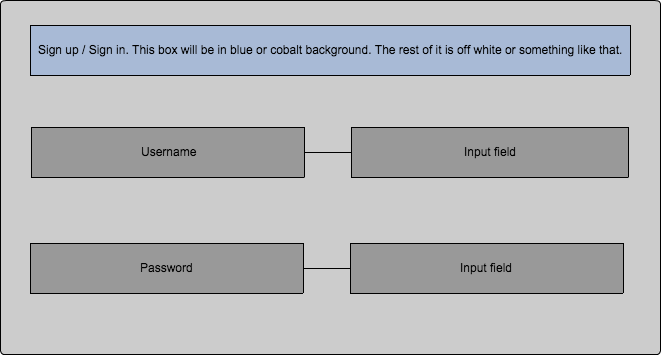 Sign up / Sign in. This box will be in blue or cobalt background. The rest of it is off white or something like that.
Username
Input field
Password
Input field